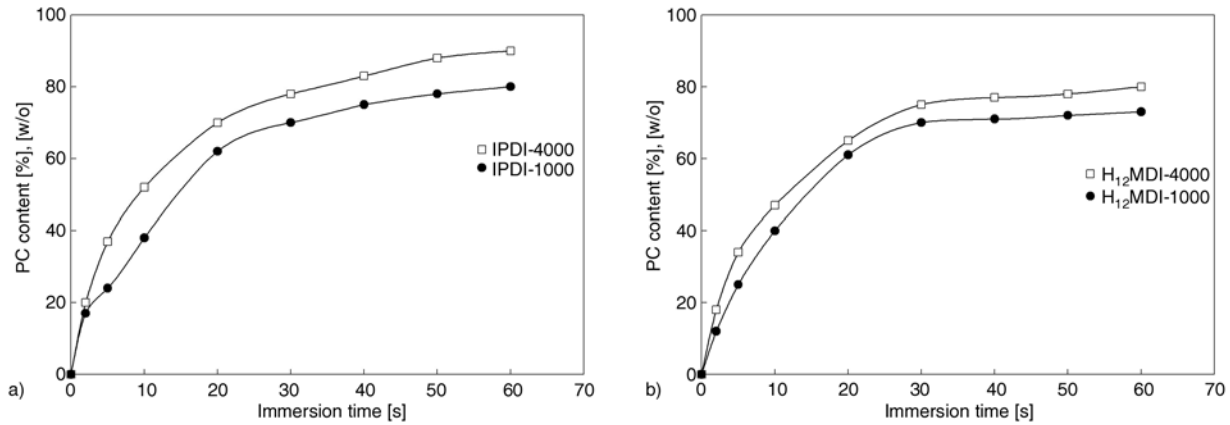 100
80
60
40
20
0
PC content [%], [w/o]
IPDI-4000
IPDI-1000
0 10 20 30 40 50 60 70
Immersion time [s]
a)
100
80
60
40
20
0
PC content [%], [w/o]
H₁₂MDI-4000
H₁₂MDI-1000
0 10 20 30 40 50 60 70
Immersion time [s]
b)